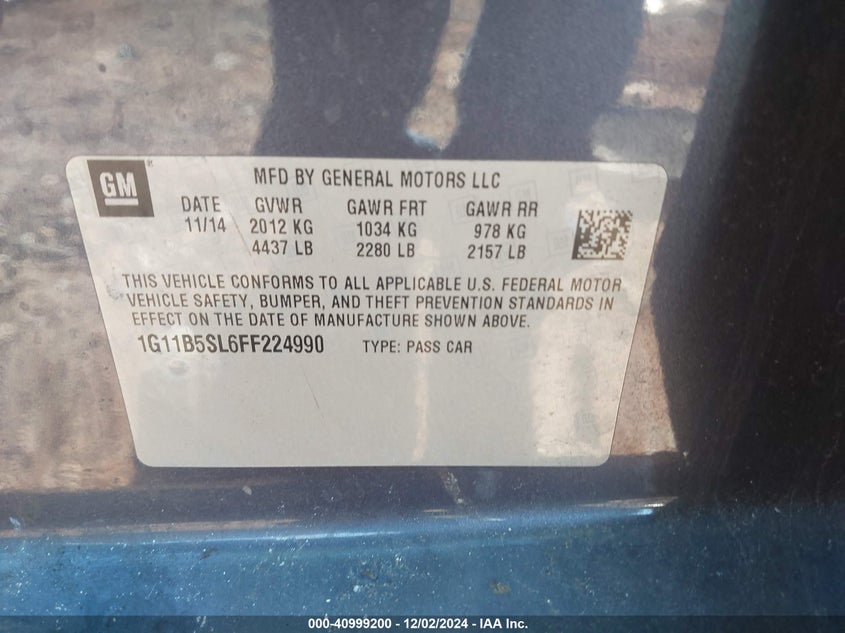 GM
MFD BY GENERAL MOTORS LLC
DATE GVWR GAWR FRT GAWR RR
11/14 2012 KG 1034 KG 978 KG
4437 LB 2280 LB 2157 LB
THIS VEHICLE CONFORMS TO ALL APPLICABLE U.S. FEDERAL MOTOR
VEHICLE SAFETY, BUMPER, AND THEFT PREVENTION STANDARDS IN
EFFECT ON THE DATE OF MANUFACTURE SHOWN ABOVE.
1G11B5SL6FF224990 TYPE: PASS CAR
000-40999200 - 12/02/2024 - IAA Inc.